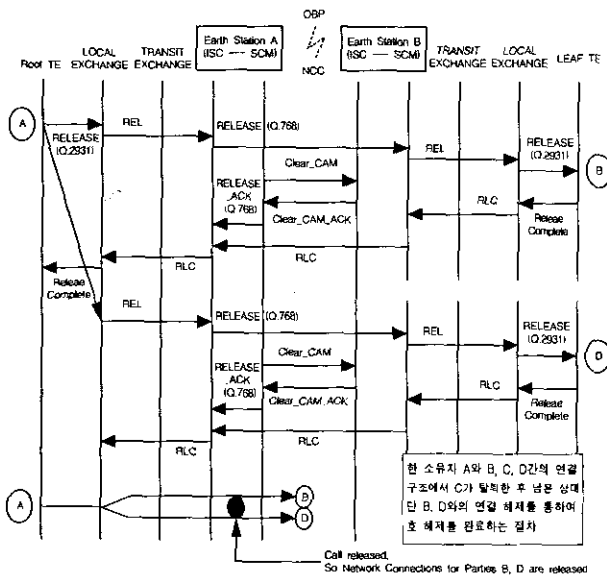 OBP
NCC
Root TE
LOCAL
EXCHANGE
TRANSIT
EXCHANGE
Earth Station A
(ISC — SCM)
Earth Station B
(ISC — SCM)
TRANSIT
EXCHANGE
LOCAL
EXCHANGE
LEAF TE
A
RELEASE
(Q.2931)
REL
RELEASE (Q.768)
REL
RELEASE
(Q.2931)
B
Clear_CAM
RELEASE
_ACK
(Q.768)
Clear_CAM_ACK
RLC
Releae
Complete
RLC
RLC
Releae
Complete
REL
RELEASE (Q.768)
REL
RELEASE
(Q.2931)
D
Clear_CAM
RELEASE
_ACK
(Q.768)
Clear_CAM_ACK
RLC
Releae
Complete
RLC
RLC
한 소유자 A와 B, C, D간의 연결
구조에서 C가 탈퇴한 후 남은 상대
단 B, D와의 연결 해제를 통하여
호 해제를 완료하는 절차
A
B
D
Call released,
So Network Connections for Parties B, D are released